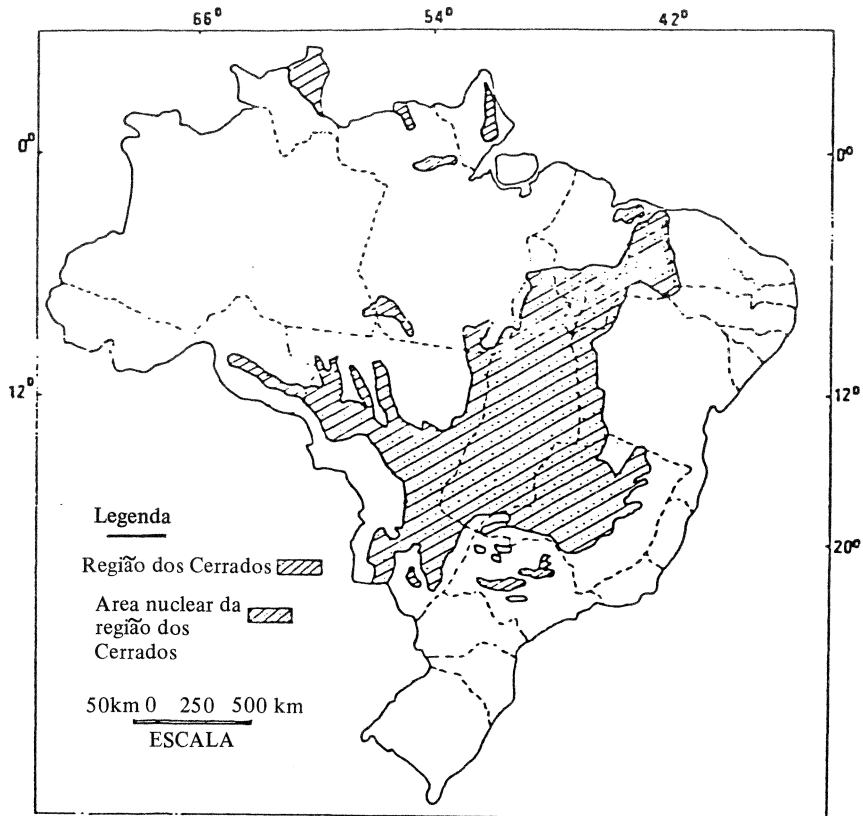 66° 54° 42°
0° 0°
12° 12°
20°
Legenda
Região dos Cerrados
Area nuclear da
região dos
Cerrados
50km 0 250 500 km
ESCALA